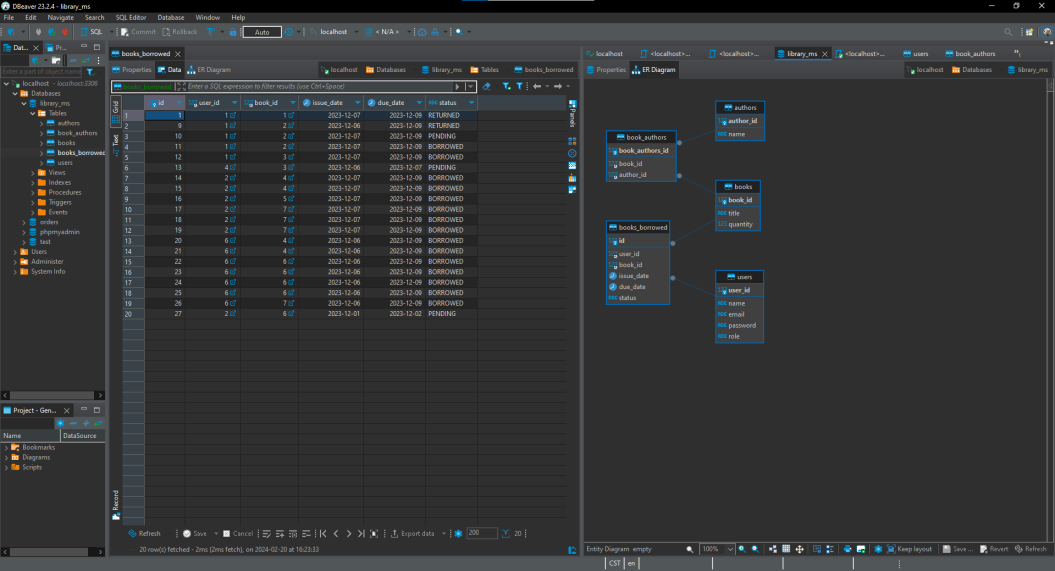 DBeaver 23.2.4 - library_ms
File Edit Navigate Search SQL Editor Database Window Help
SQL Commit Rollback Auto localhost < N/A >
Dat... Pr...
Enter a part of object name
localhost - localhost:3306
Databases
library_ms
Tables
authors
book_authors
books
books_borrowed
users
Views
Indexes
Procedures
Triggers
Events
orders
phpmyadmin
test
Users
Administer
System Info
Project - Gen...
Name DataSource
Bookmarks
Diagrams
Scripts
books_borrowed
Properties Data ER Diagram localhost Databases library_ms Tables books_borrowed
books_borrowed Enter a SQL expression to filter results (use Ctrl+Space)
Grid
Text
Record
Panels
id user_id book_id issue_date due_date status
1 1 1 1 2023-12-07 2023-12-09 RETURNED
2 9 1 2 2023-12-06 2023-12-09 RETURNED
3 10 1 2 2023-12-07 2023-12-09 PENDING
4 11 1 2 2023-12-07 2023-12-09 BORROWED
5 12 1 3 2023-12-07 2023-12-09 BORROWED
6 13 4 3 2023-12-07 2023-12-06 PENDING
7 14 2 4 2023-12-06 2023-12-09 BORROWED
8 15 2 4 2023-12-07 2023-12-09 BORROWED
9 16 2 5 2023-12-07 2023-12-09 BORROWED
10 17 2 7 2023-12-07 2023-12-09 BORROWED
11 18 2 7 2023-12-07 2023-12-09 BORROWED
12 19 2 7 2023-12-07 2023-12-09 BORROWED
13 20 6 4 2023-12-06 2023-12-09 BORROWED
14 21 6 4 2023-12-06 2023-12-09 BORROWED
15 22 6 6 2023-12-06 2023-12-09 BORROWED
16 23 6 6 2023-12-06 2023-12-09 BORROWED
17 24 6 6 2023-12-06 2023-12-09 BORROWED
18 25 6 6 2023-12-06 2023-12-09 BORROWED
19 26 6 7 2023-12-06 2023-12-09 BORROWED
20 27 2 6 2023-12-01 2023-12-02 PENDING
Refresh Save Cancel Export data 200 20
20 row(s) fetched - 2ms (2ms fetch), on 2024-02-20 at 16:23:33
localhost <localhost>... <localhost>... library_ms <localhost>... users book_authors
Properties ER Diagram localhost Databases library_ms
authors
author_id
name
book_authors
book_authors_id
book_id
author_id
books
book_id
title
quantity
books_borrowed
id
user_id
book_id
issue_date
due_date
status
users
user_id
name
email
password
role
Entity Diagram empty 100% Keep layout Save ... Revert Refresh
CST en